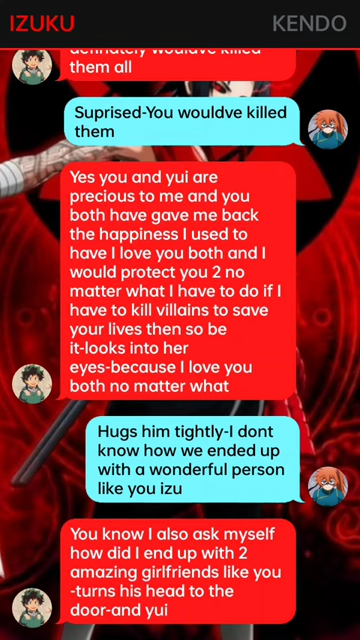 IZUKU
KENDO
definately wouldve killed
them all
Suprised-You wouldve killed
them
Yes you and yui are
precious to me and you
both have gave me back
the happiness I used to
have I love you both and I
would protect you 2 no
matter what I have to do if I
have to kill villains to save
your lives then so be
it-looks into her
eyes-because I love you
both no matter what
Hugs him tightly-I dont
know how we ended up
with a wonderful person
like you izu
You know I also ask myself
how did I end up with 2
amazing girlfriends like you
-turns his head to the
door-and yui